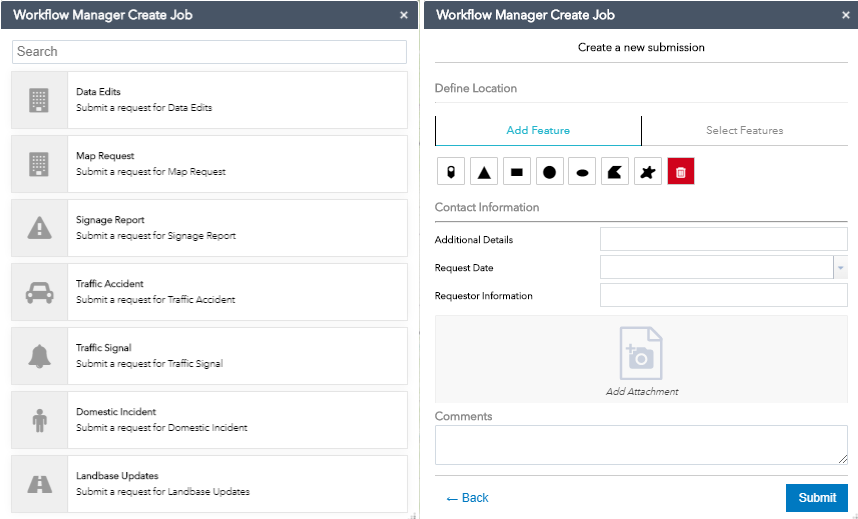 Workflow Manager Create Job ×
Search
Data Edits
Submit a request for Data Edits
Map Request
Submit a request for Map Request
Signage Report
Submit a request for Signage Report
Traffic Accident
Submit a request for Traffic Accident
Traffic Signal
Submit a request for Traffic Signal
Domestic Incident
Submit a request for Domestic Incident
Landbase Updates
Submit a request for Landbase Updates
Workflow Manager Create Job ×
Create a new submission
Define Location
Add Feature Select Features
Contact Information
Additional Details
Request Date
Requestor Information
Add Attachment
Comments
← Back Submit